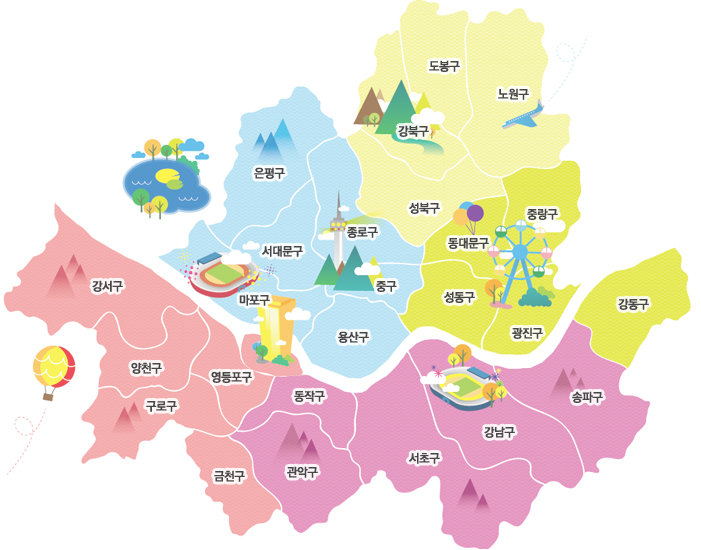 도봉구
노원구
강북구
은평구
성북구
중랑구
종로구
동대문구
서대문구
강서구
중구
마포구
성동구
강동구
광진구
용산구
양천구
영등포구
동작구
송파구
구로구
강남구
서초구
관악구
금천구